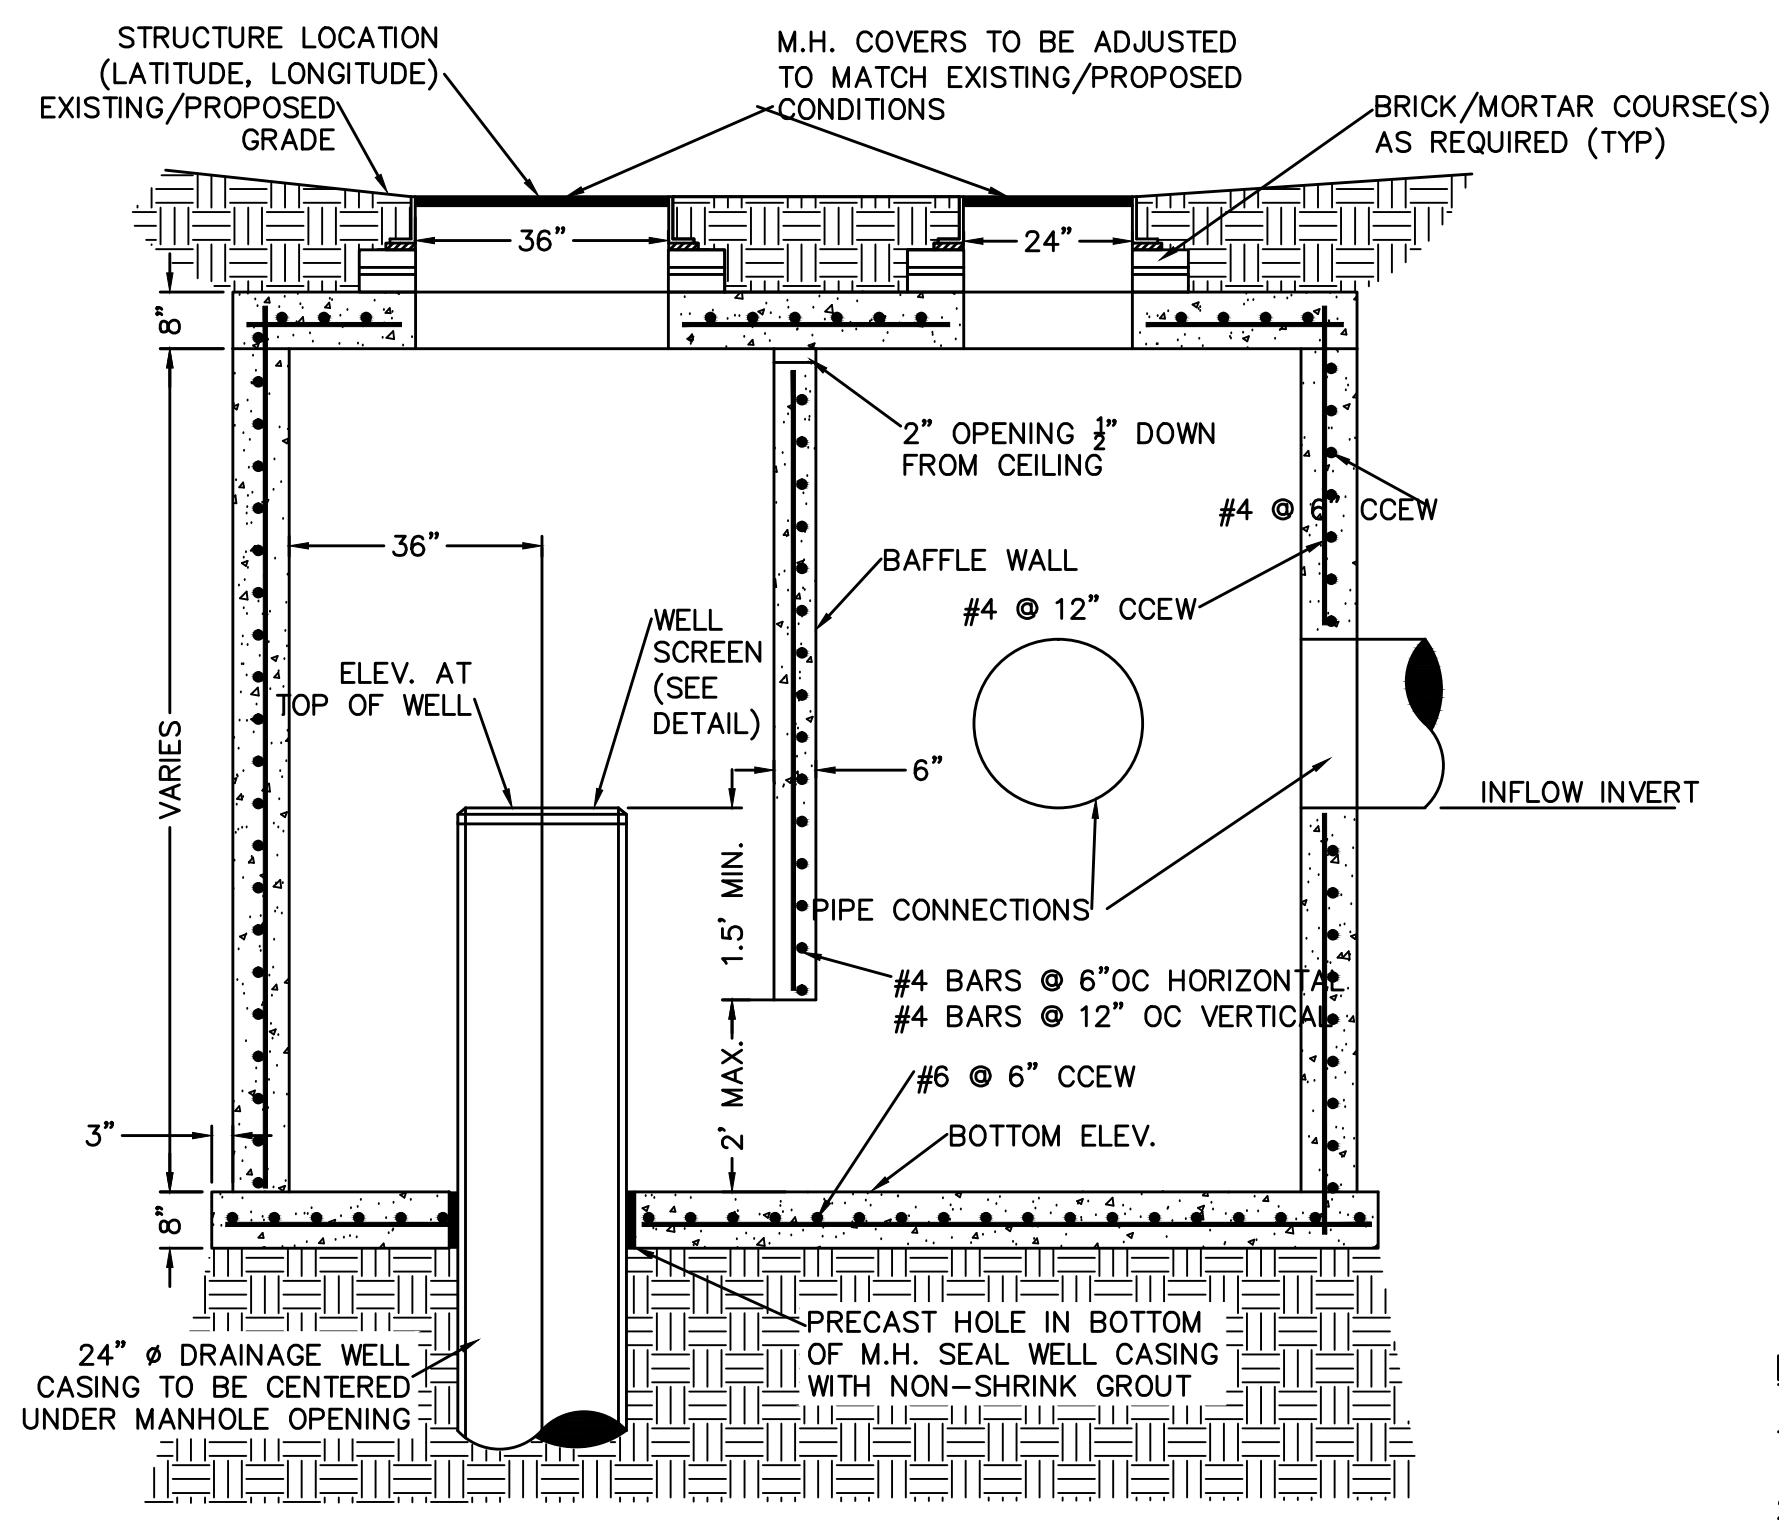 STRUCTURE LOCATION
(LATITUDE, LONGITUDE)
EXISTING/PROPOSED
GRADE
M.H. COVERS TO BE ADJUSTED
TO MATCH EXISTING/PROPOSED
CONDITIONS
BRICK/MORTAR COURSE(S)
AS REQUIRED (TYP)
36”
24”
8”
2” OPENING ½” DOWN
FROM CEILING
#4 @ 6” CCEW
36”
BAFFLE WALL
#4 @ 12” CCEW
WELL
SCREEN
(SEE
DETAIL)
ELEV. AT
TOP OF WELL
VARIES
6”
INFLOW INVERT
1.5’ MIN.
PIPE CONNECTIONS
#4 BARS @ 6”OC HORIZONTAL
#4 BARS @ 12” OC VERTICAL
2’ MAX.
#6 @ 6” CCEW
3”
BOTTOM ELEV.
8”
PRECAST HOLE IN BOTTOM
OF M.H. SEAL WELL CASING
WITH NON-SHRINK GROUT
24” ø DRAINAGE WELL
CASING TO BE CENTERED
UNDER MANHOLE OPENING